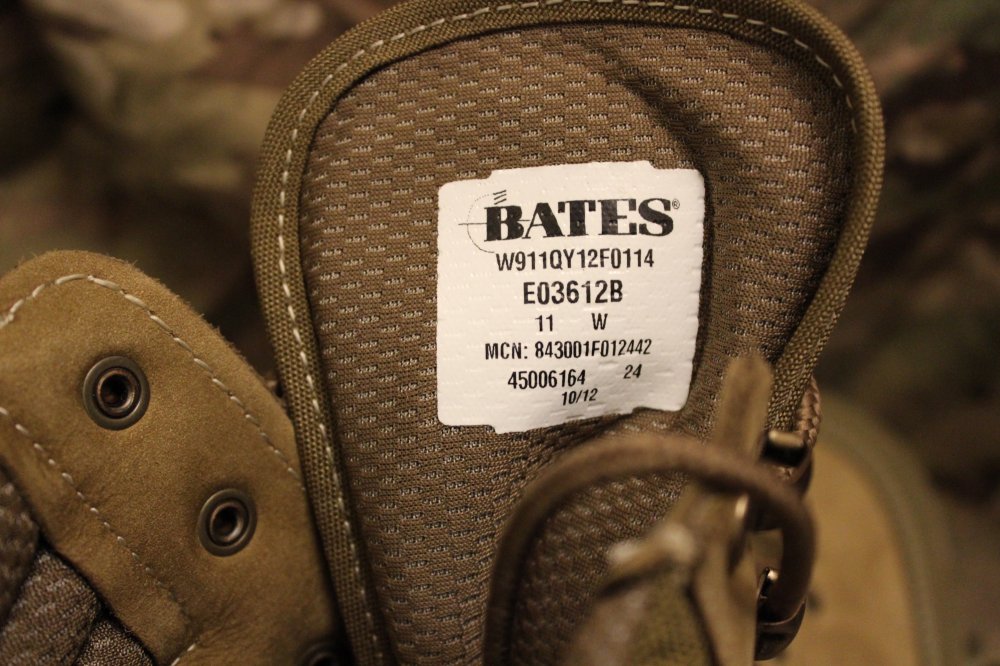 BATES®
W911QY12F0114
E03612B
11 W
MCN: 843001F012442
45006164 24
10/12